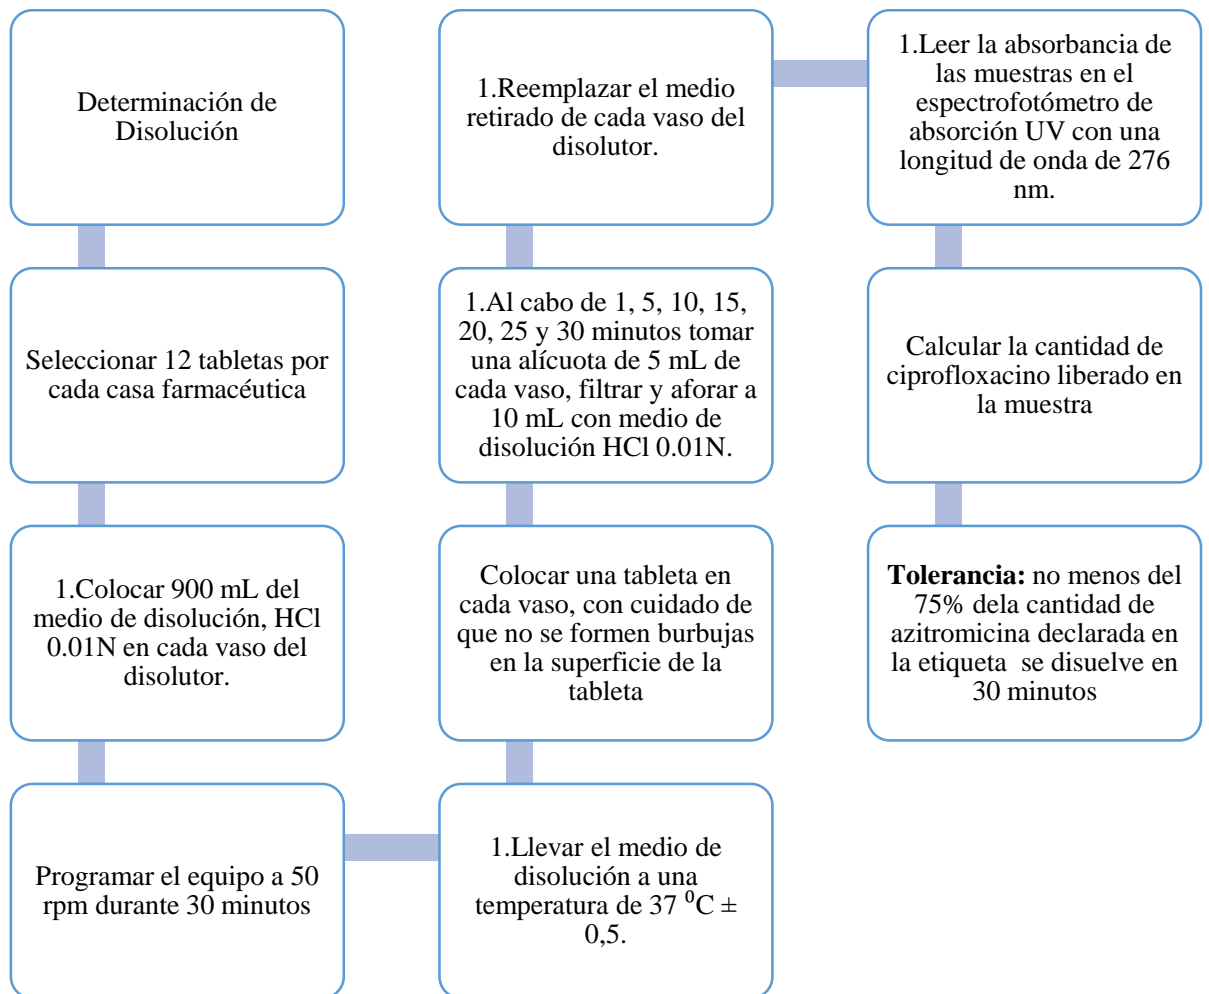 Determinación de
Disolución
Seleccionar 12 tabletas por
cada casa farmacéutica
1.Colocar 900 mL del
medio de disolución, HCl
0.01N en cada vaso del
disolutor.
Programar el equipo a 50
rpm durante 30 minutos
1.Llevar el medio de
disolución a una
temperatura de 37 ⁰C ±
0,5.
Colocar una tableta en
cada vaso, con cuidado de
que no se formen burbujas
en la superficie de la
tableta
1.Al cabo de 1, 5, 10, 15,
20, 25 y 30 minutos tomar
una alícuota de 5 mL de
cada vaso, filtrar y aforar a
10 mL con medio de
disolución HCl 0.01N.
1.Reemplazar el medio
retirado de cada vaso del
disolutor.
1.Leer la absorbancia de
las muestras en el
espectrofotómetro de
absorción UV con una
longitud de onda de 276
nm.
Calcular la cantidad de
ciprofloxacino liberado en
la muestra
Tolerancia: no menos del
75% dela cantidad de
azitromicina declarada en
la etiqueta  se disuelve en
30 minutos